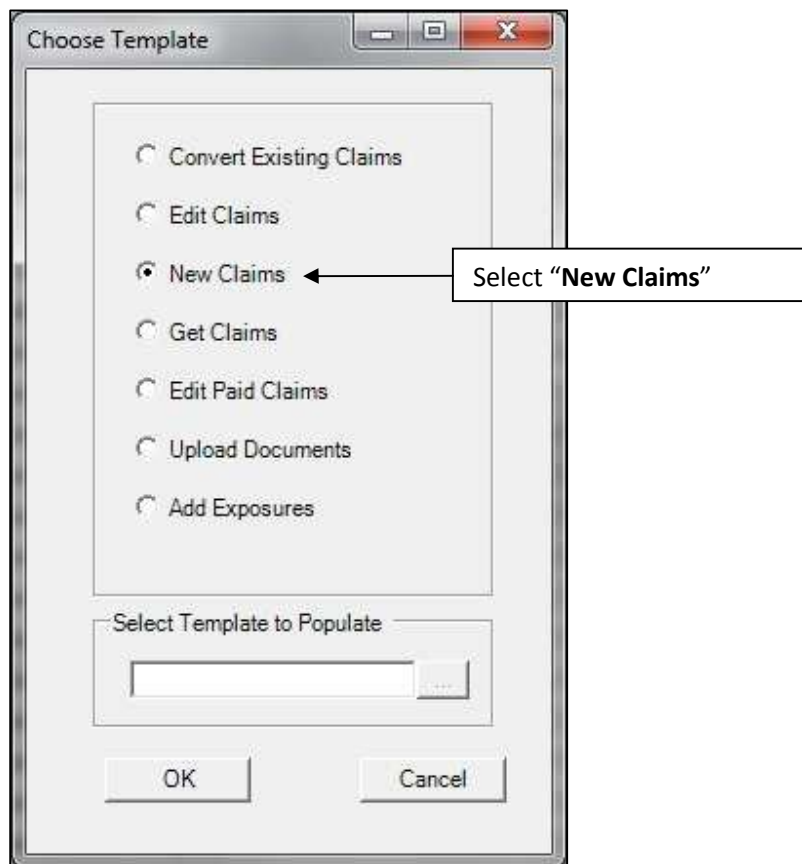 Choose Template
Convert Existing Claims
Edit Claims
New Claims
Select “New Claims”
Get Claims
Edit Paid Claims
Upload Documents
Add Exposures
Select Template to Populate
...
OK
Cancel